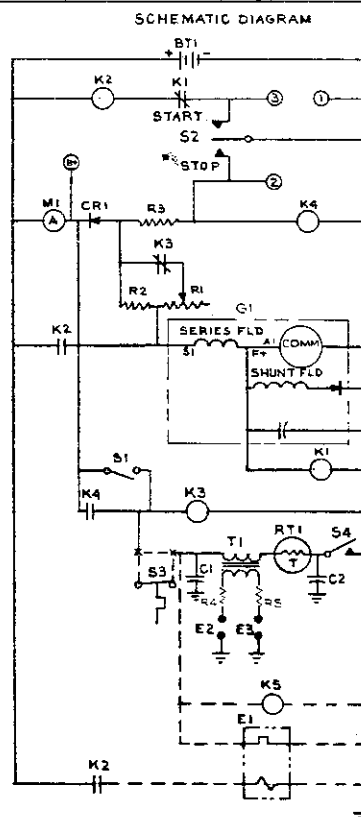 SCHEMATIC DIAGRAM
+ BT1 -
K2 K1 3 1
START
S2
STOP
B+ 2
M1 CR1 R3 K4
A
K3
R2 R1
G1
K2 SERIES FLD A1 COMM
S1 F+
SHUNT FLD
K1
S1
K4 K3
T1 RT1 S4
T
S3 C1 C2
R4 R5
E2 E3
K5
E1
K2